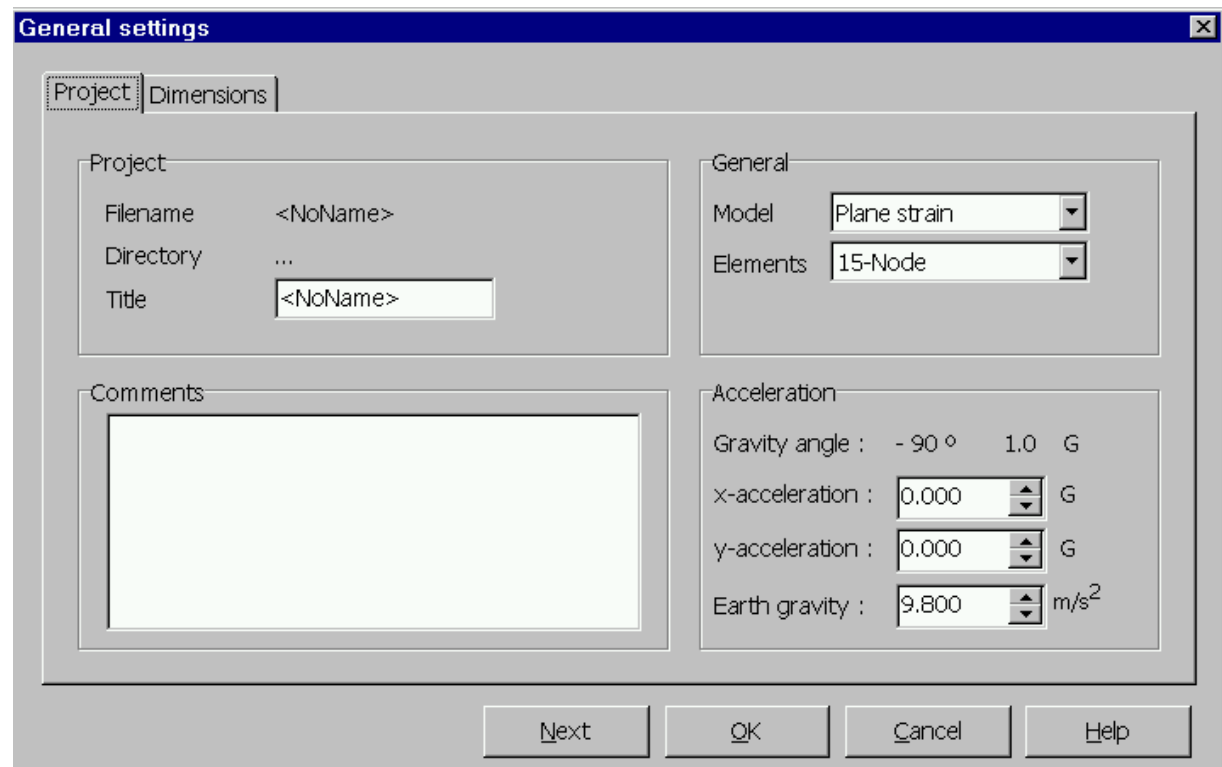 General settings
Project Dimensions
Project
Filename <NoName>
Directory ...
Title <NoName>
General
Model Plane strain
Elements 15-Node
Comments
Acceleration
Gravity angle : - 90 º 1.0 G
x-acceleration : 0.000 G
y-acceleration : 0.000 G
Earth gravity : 9.800 m/s²
Next OK Cancel Help